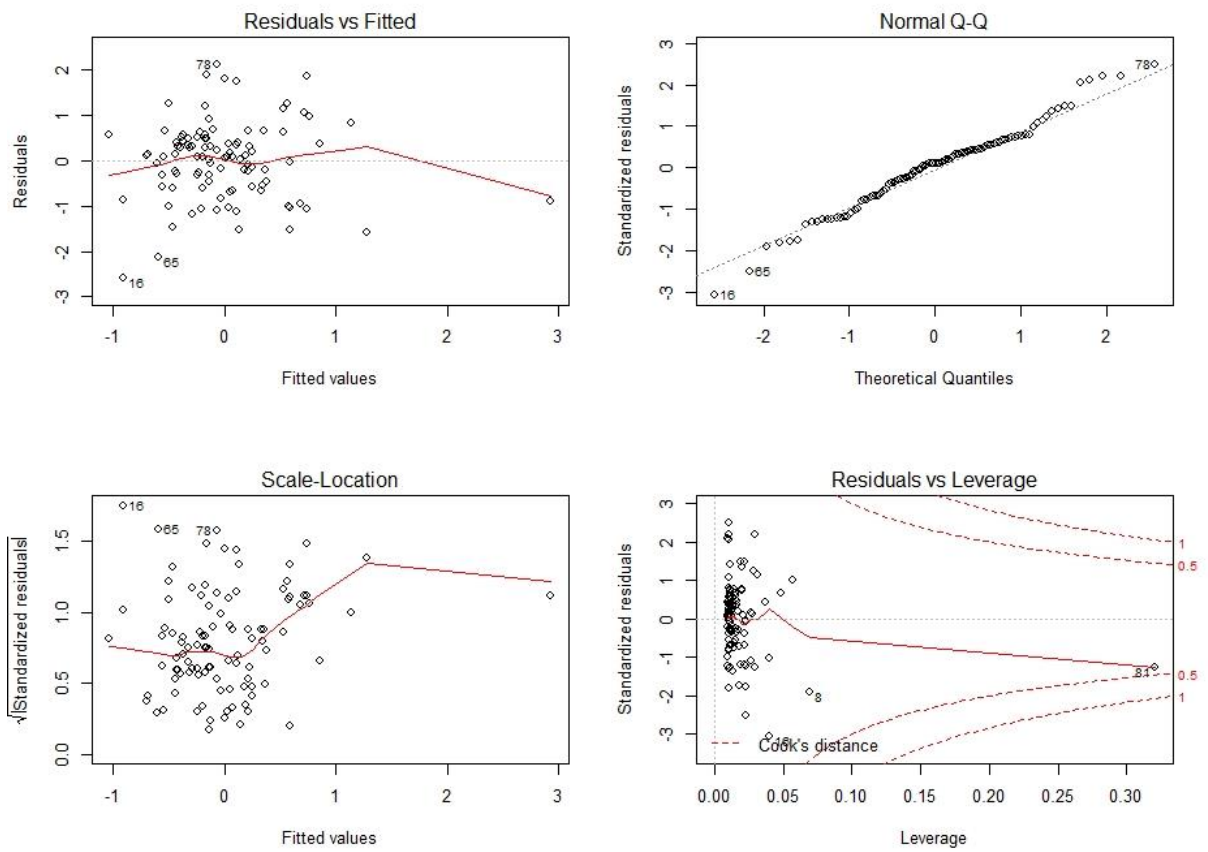 Residuals vs Fitted
Residuals
2
1
0
-1
-2
-3
78
65
16
-1 0 1 2 3
Fitted values
Normal Q-Q
Standardized residuals
3
2
1
0
-1
-2
-3
78
65
16
-2 -1 0 1 2
Theoretical Quantiles
Scale-Location
√|Standardized residuals|
1.5
1.0
0.5
0.0
16
65
78
-1 0 1 2 3
Fitted values
Residuals vs Leverage
Standardized residuals
3
2
1
0
-1
-2
-3
1
0.5
81
0.5
8
1
16
Cook's distance
0.00 0.05 0.10 0.15 0.20 0.25 0.30
Leverage